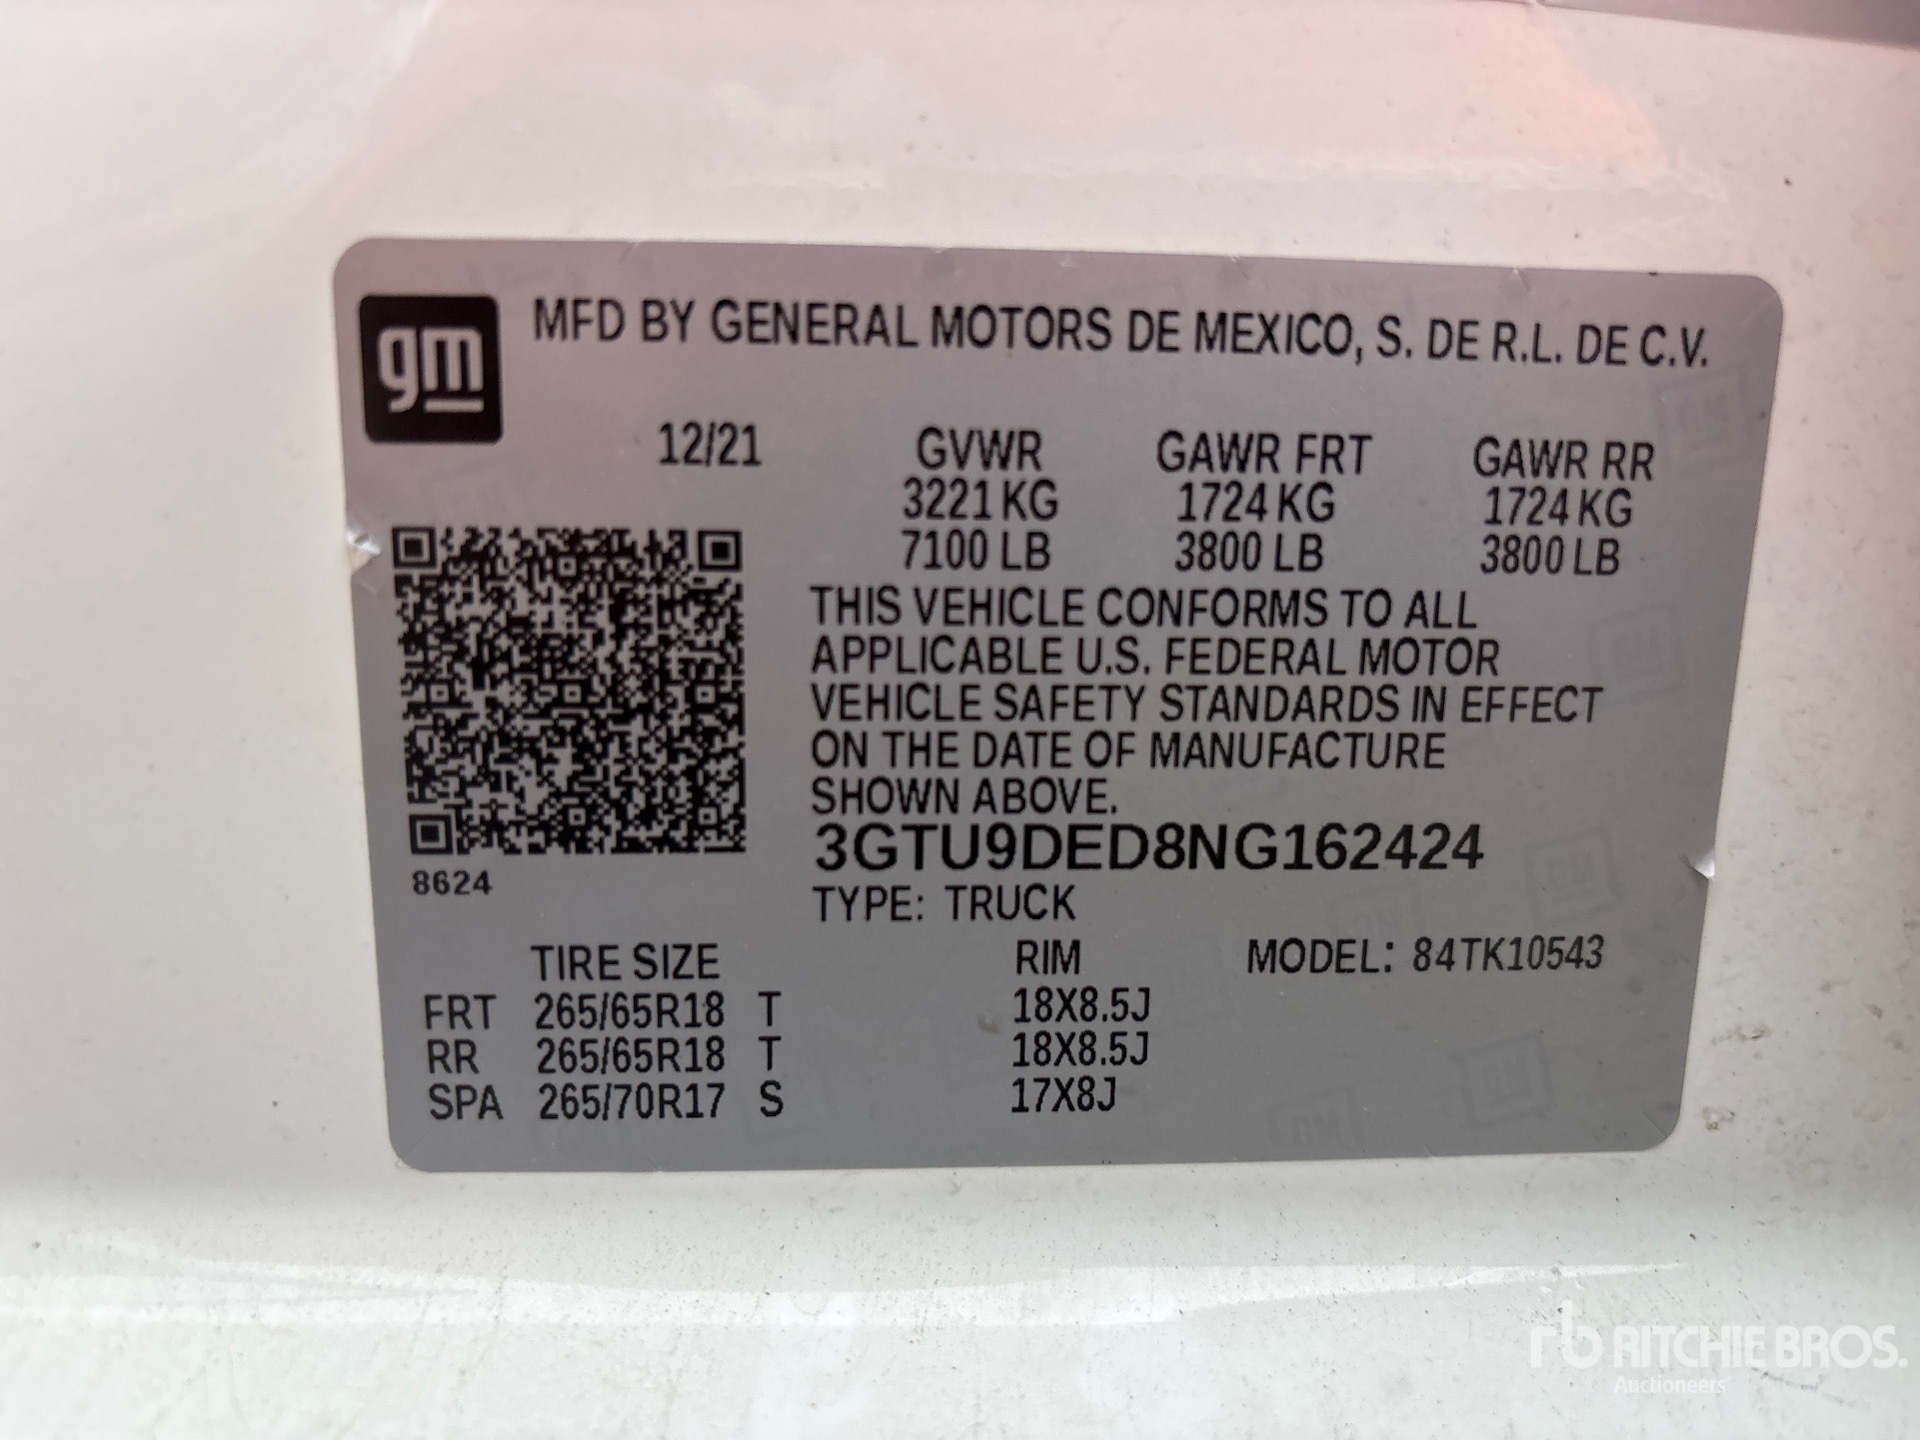 gm
MFD BY GENERAL MOTORS DE MEXICO, S. DE R.L. DE C.V.
12/21 GVWR GAWR FRT GAWR RR
3221 KG 1724 KG 1724 KG
7100 LB 3800 LB 3800 LB
THIS VEHICLE CONFORMS TO ALL
APPLICABLE U.S. FEDERAL MOTOR
VEHICLE SAFETY STANDARDS IN EFFECT
ON THE DATE OF MANUFACTURE
SHOWN ABOVE.
3GTU9DED8NG162424
8624
TYPE: TRUCK
TIRE SIZE RIM MODEL: 84TK10543
FRT 265/65R18 T 18X8.5J
RR 265/65R18 T 18X8.5J
SPA 265/70R17 S 17X8J
rb RITCHIE BROS.
Auctioneers